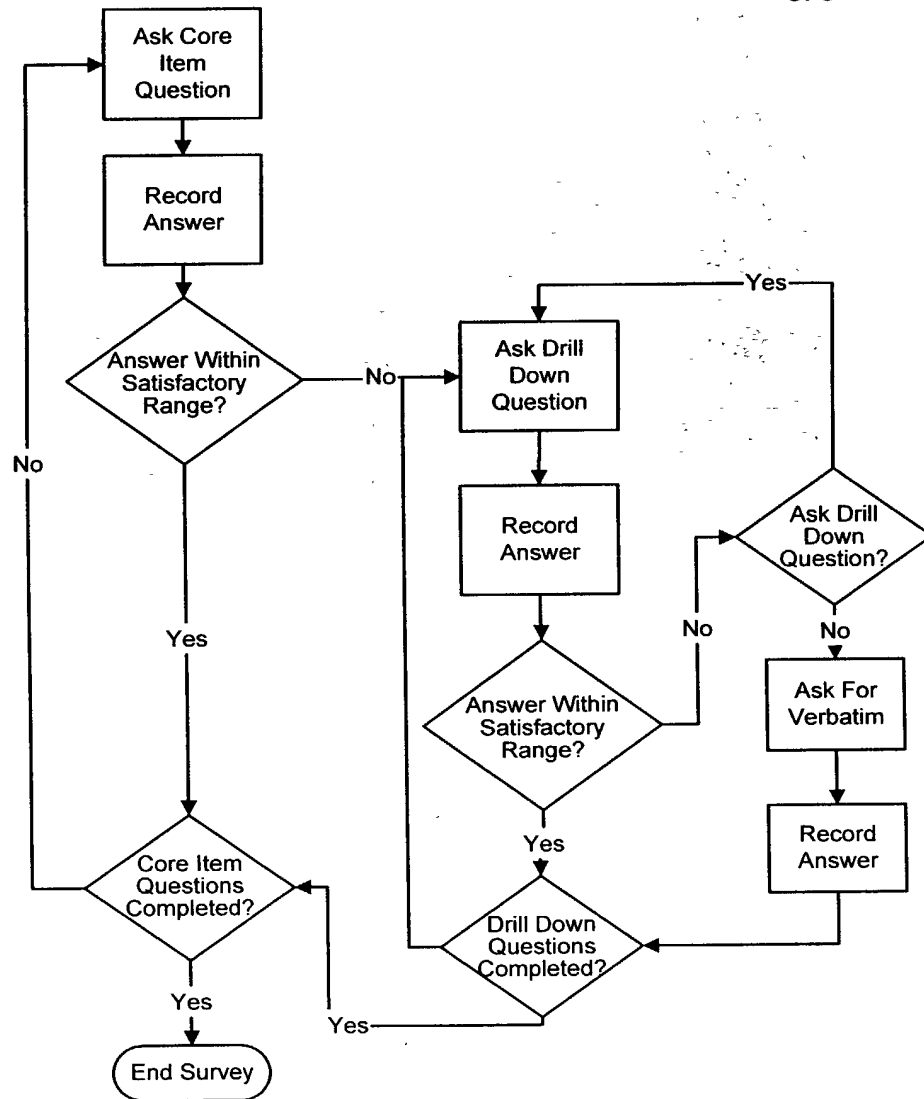 Ask Core
Item
Question
Record
Answer
Answer Within
Satisfactory
Range?
No
Yes
Ask Drill
Down
Question
Yes
Record
Answer
Answer Within
Satisfactory
Range?
No
Ask Drill
Down
Question?
No
Ask For
Verbatim
Record
Answer
Yes
Drill Down
Questions
Completed?
Yes
No
Core Item
Questions
Completed?
Yes
End Survey